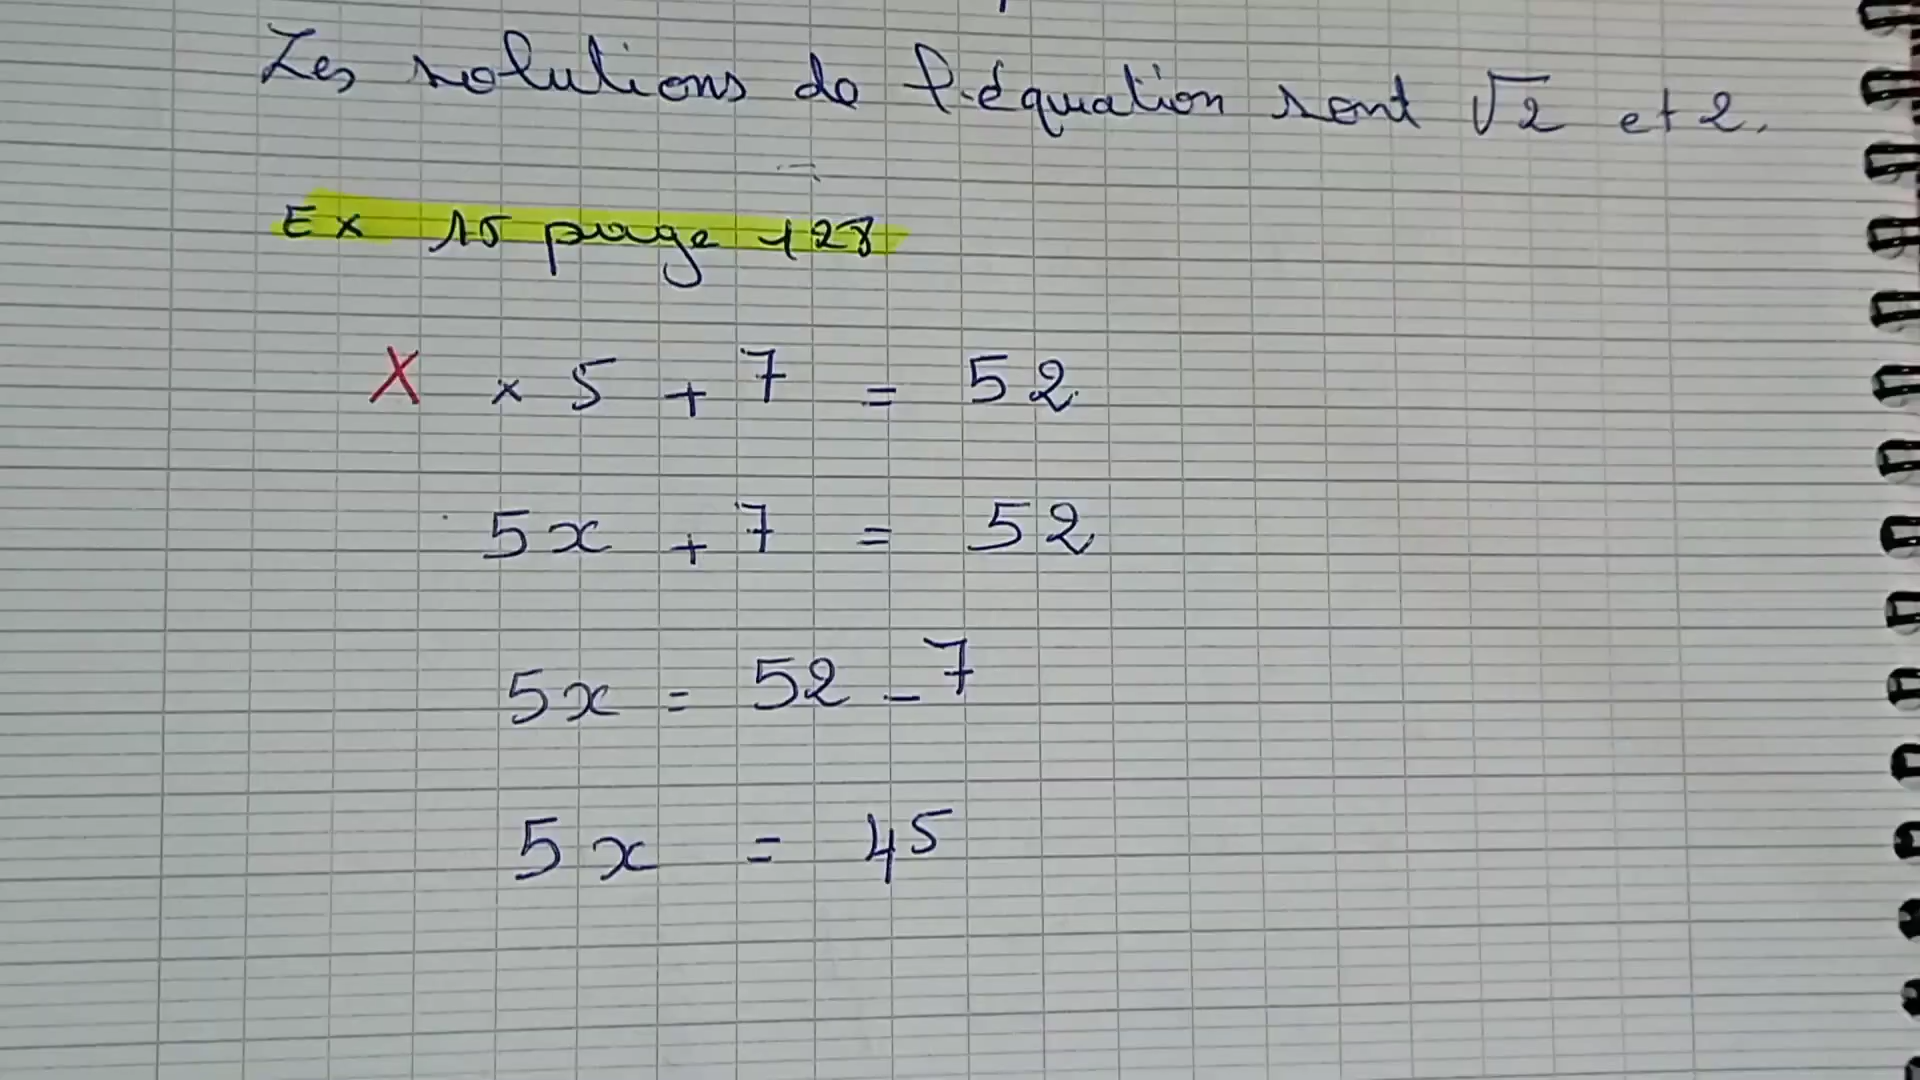 Les solutions de l'équation sont √2 et 2.
Ex 15 page 128
X × 5 + 7 = 52
5x + 7 = 52
5x = 52 - 7
5x = 45